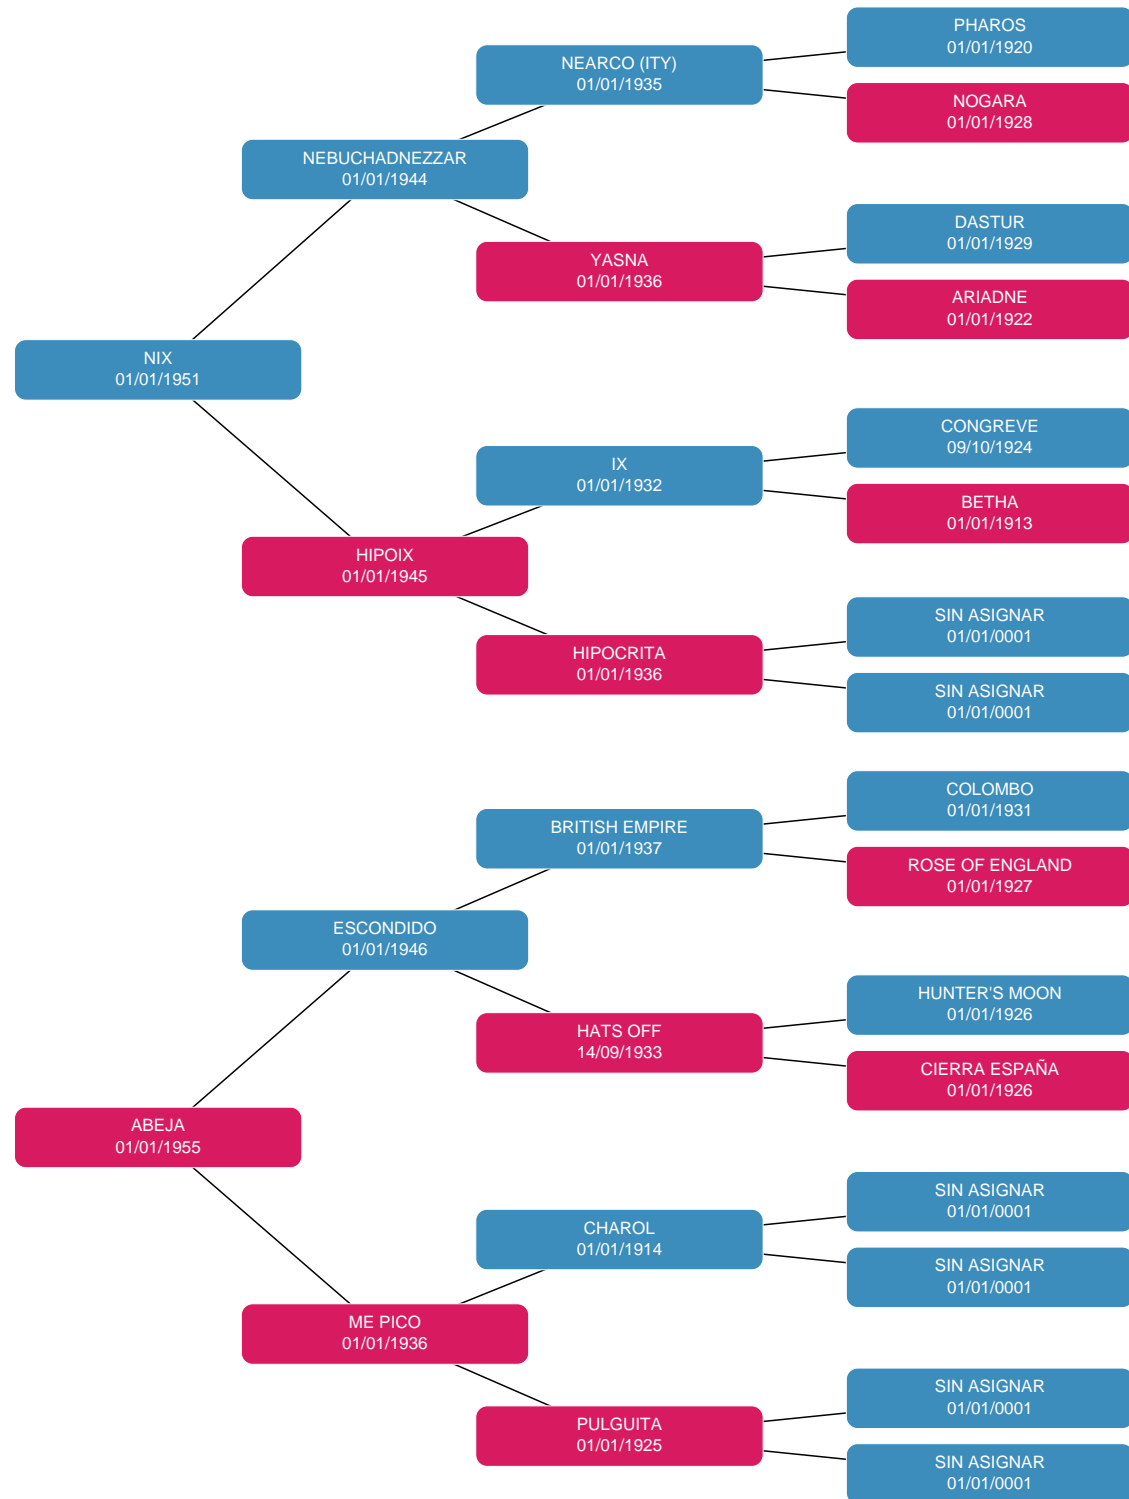 PHAROS
01/01/1920
NEARCO (ITY)
01/01/1935
NOGARA
01/01/1928
NEBUCHADNEZZAR
01/01/1944
DASTUR
01/01/1929
YASNA
01/01/1936
ARIADNE
01/01/1922
NIX
01/01/1951
CONGREVE
09/10/1924
IX
01/01/1932
BETHA
01/01/1913
HIPOIX
01/01/1945
SIN ASIGNAR
01/01/0001
HIPOCRITA
01/01/1936
SIN ASIGNAR
01/01/0001
COLOMBO
01/01/1931
BRITISH EMPIRE
01/01/1937
ROSE OF ENGLAND
01/01/1927
ESCONDIDO
01/01/1946
HUNTER'S MOON
01/01/1926
HATS OFF
14/09/1933
CIERRA ESPAÑA
01/01/1926
ABEJA
01/01/1955
SIN ASIGNAR
01/01/0001
CHAROL
01/01/1914
SIN ASIGNAR
01/01/0001
ME PICO
01/01/1936
SIN ASIGNAR
01/01/0001
PULGUITA
01/01/1925
SIN ASIGNAR
01/01/0001